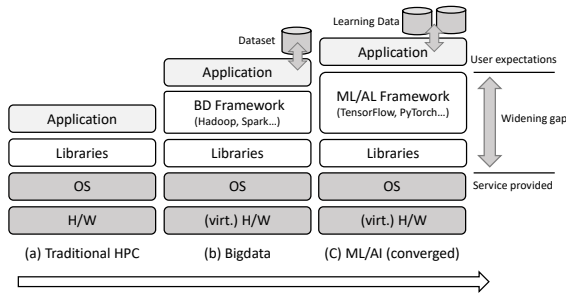 Learning Data
Dataset
Application
User expectations
Application
BD Framework
(Hadoop, Spark...)
ML/AL Framework
(TensorFlow, PyTorch...)
Widening gap
Application
Libraries
Libraries
Libraries
OS
OS
OS
Service provided
H/W
(virt.) H/W
(virt.) H/W
(a) Traditional HPC
(b) Bigdata
(C) ML/AI (converged)